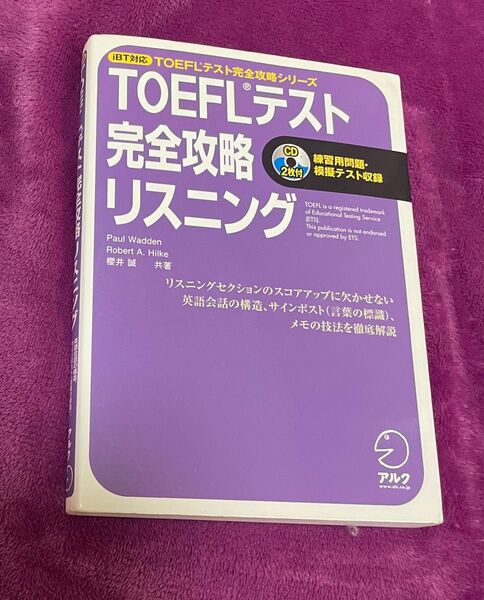 iBT対応 TOEFL®テスト完全攻略シリーズ
TOEFL®テスト
完全攻略
リスニング
CD
2枚付
練習用問題・
模擬テスト収録
TOEFL is a registered trademark
of Educational Testing Service
(ETS).
This publication is not endorsed
or approved by ETS.
Paul Wadden
Robert A. Hilke
櫻井 誠 共著
リスニングセクションのスコアアップに欠かせない
英語会話の構造、サインポスト(言葉の標識)、
メモの技法を徹底解説
アルク
www.alc.co.jp